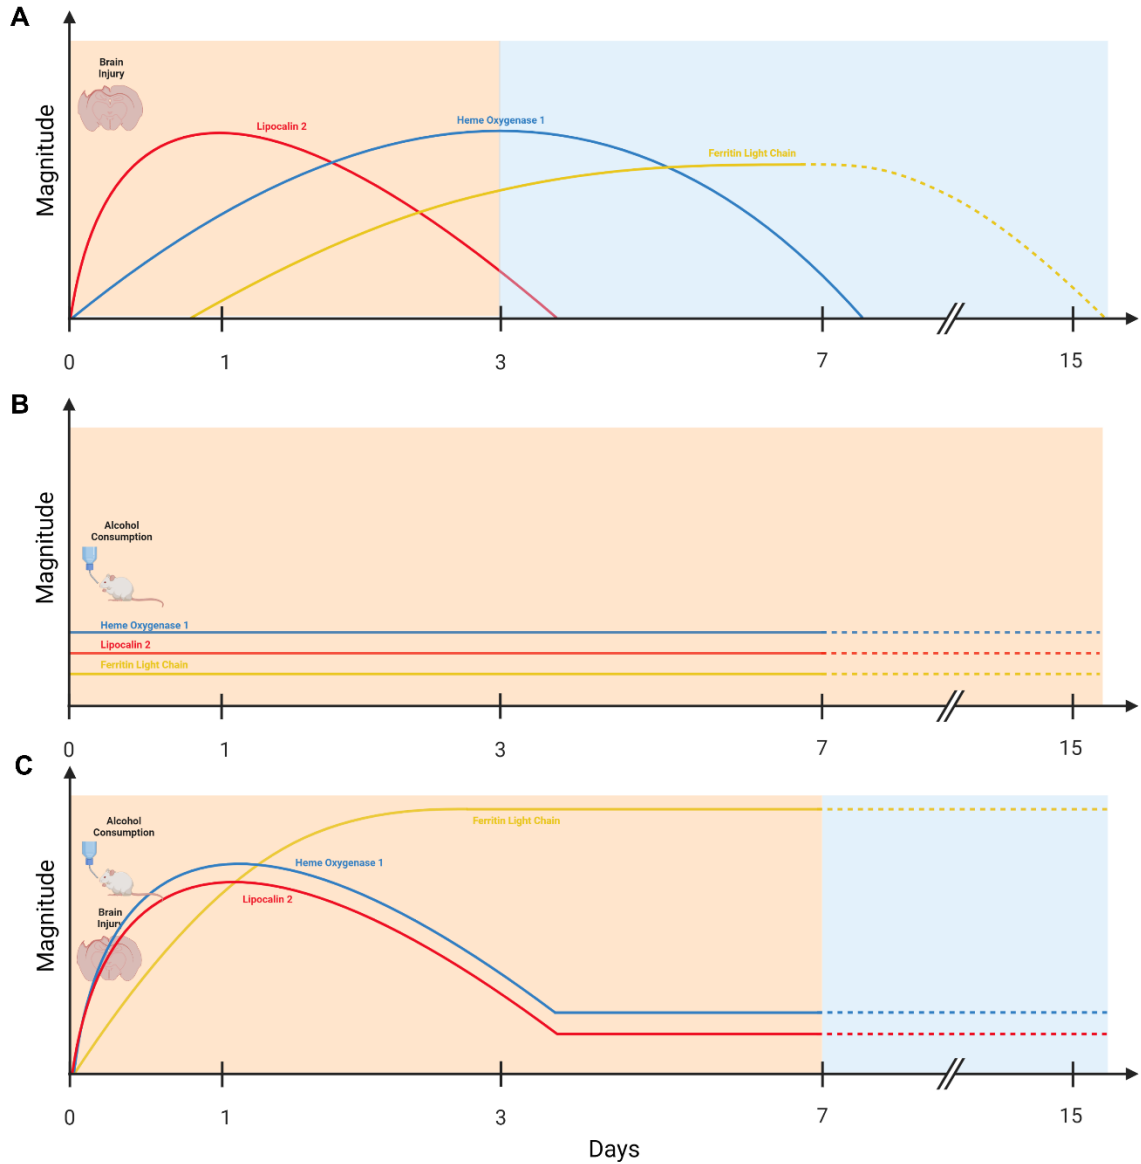 A
Brain
Injury
Lipocalin 2
Heme Oxygenase 1
Ferritin Light Chain
Magnitude
0 1 3 7 15
B
Alcohol
Consumption
Heme Oxygenase 1
Lipocalin 2
Ferritin Light Chain
Magnitude
0 1 3 7 15
C
Alcohol
Consumption
Ferritin Light Chain
Heme Oxygenase 1
Lipocalin 2
Brain
Injury
Magnitude
0 1 3 7 15
Days